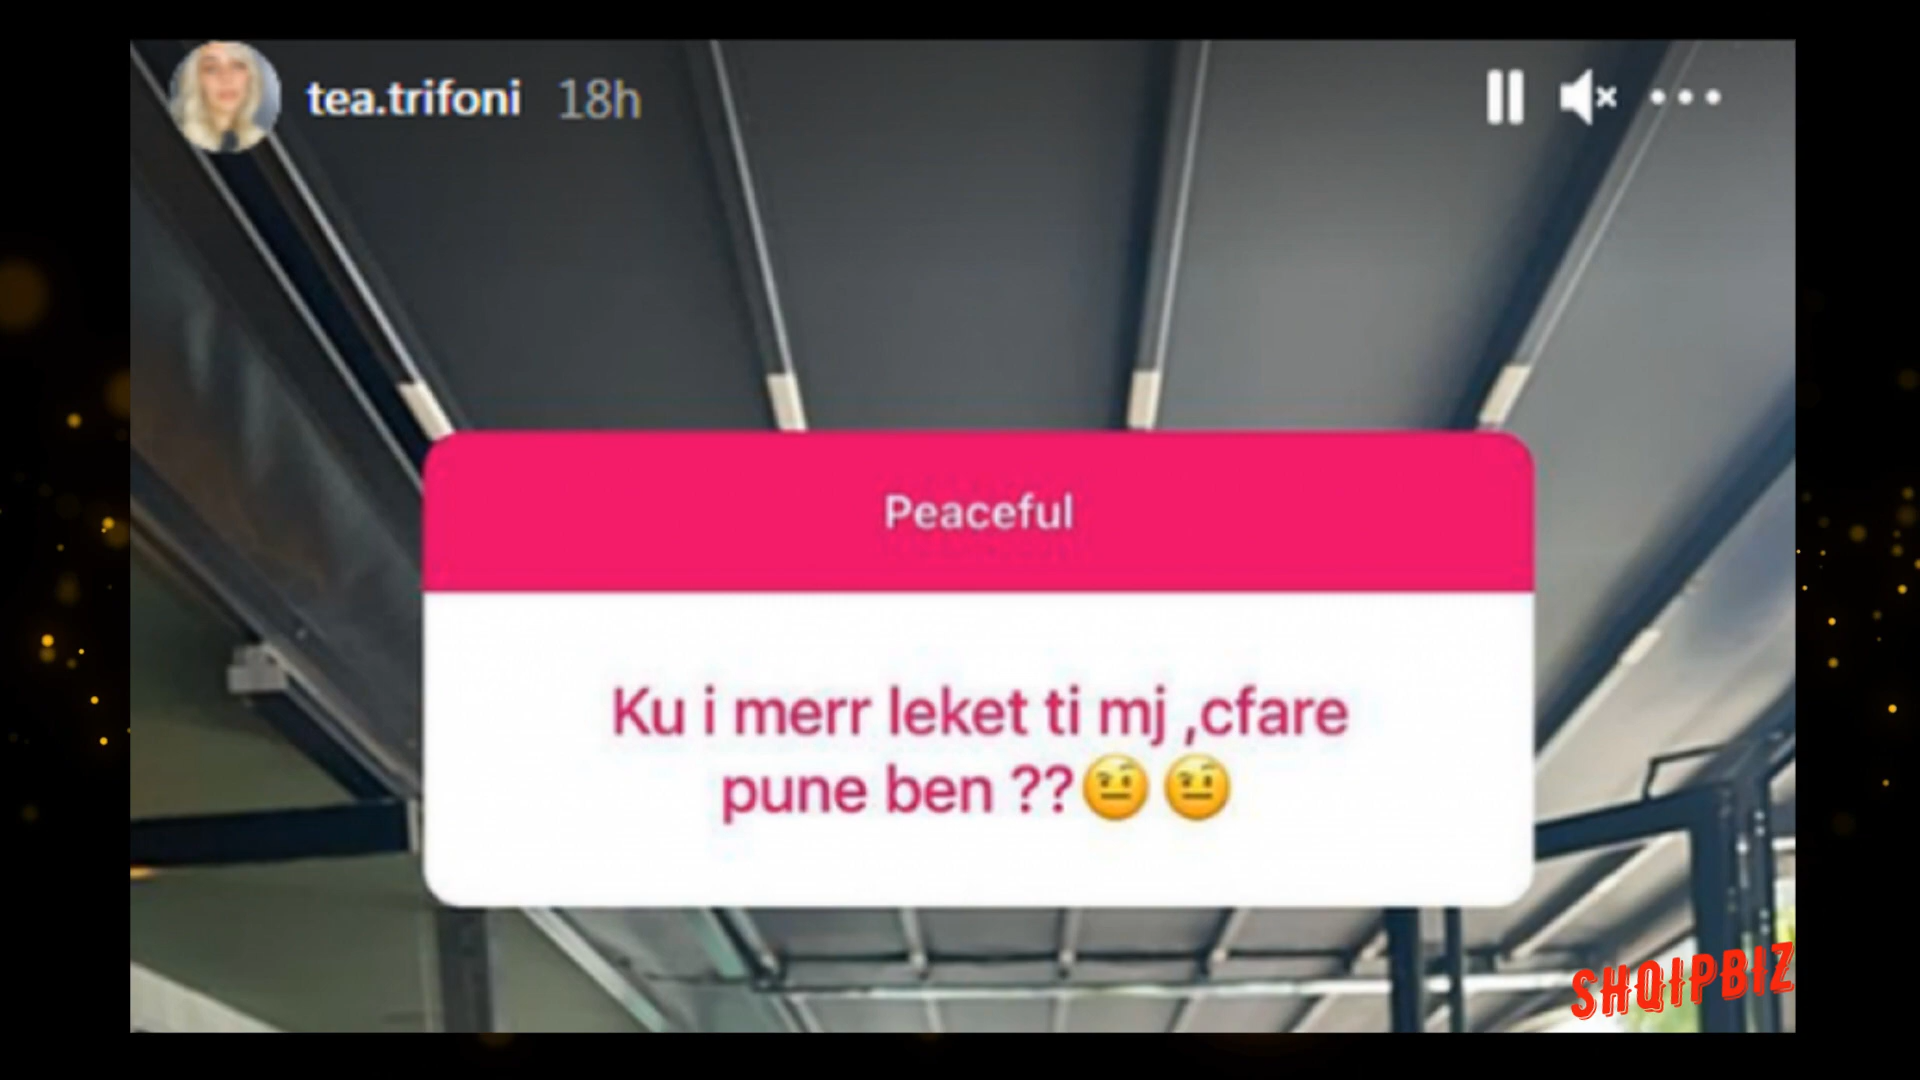 tea.trifoni 18h
Peaceful
Ku i merr leket ti mj ,cfare
pune ben ??🤨🤨
SHQIPBIZ